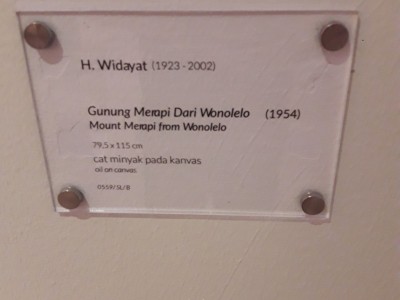 H. Widayat (1923 - 2002)
Gunung Merapi Dari Wonolelo (1954)
Mount Merapi from Wonolelo
79,5 x 115 cm
cat minyak pada kanvas
oil on canvas
0559/SL/B